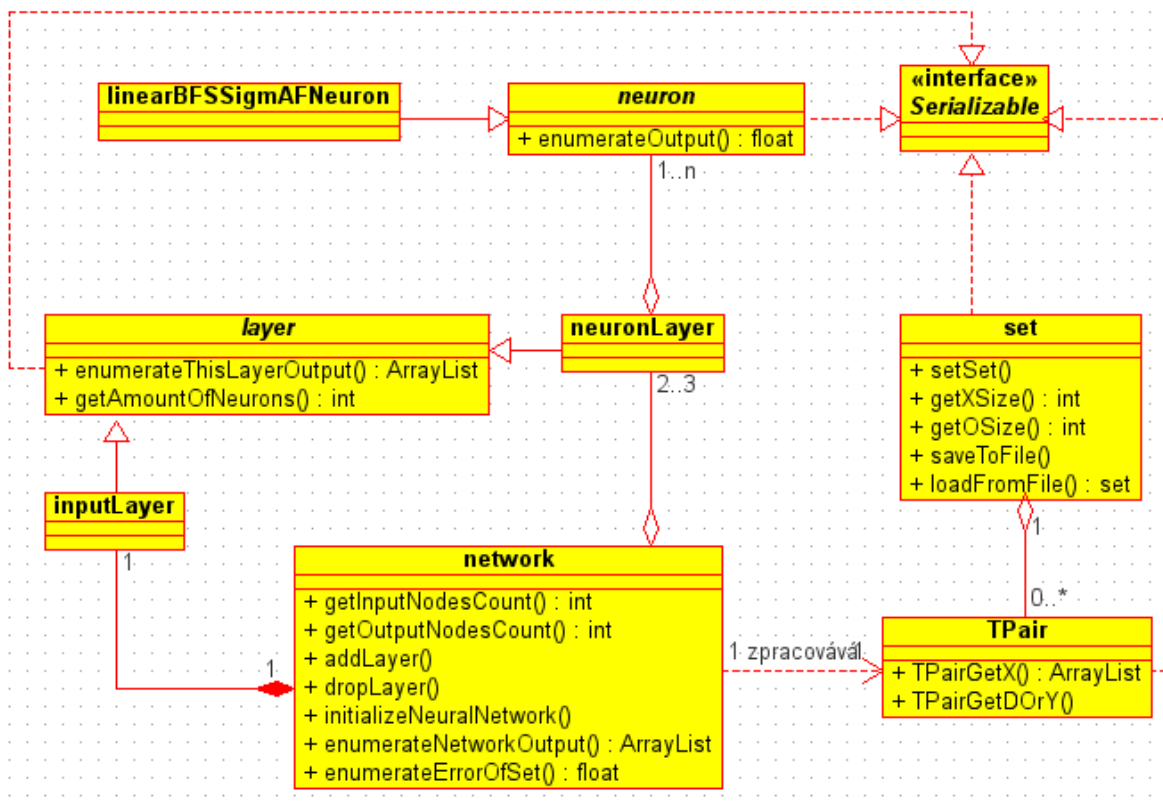 linearBFSSigmAFNeuron
neuron
+ enumerateOutput() : float
1..n
«interface»
Serializable
layer
+ enumerateThisLayerOutput() : ArrayList
+ getAmountOfNeurons() : int
neuronLayer
2..3
set
+ setSet()
+ getXSize() : int
+ getOSize() : int
+ saveToFile()
+ loadFromFile() : set
1
0..*
inputLayer
1
1
network
+ getInputNodesCount() : int
+ getOutputNodesCount() : int
+ addLayer()
+ dropLayer()
+ initializeNeuralNetwork()
+ enumerateNetworkOutput() : ArrayList
+ enumerateErrorOfSet() : float
1 zpracovává 1
TPair
+ TPairGetX() : ArrayList
+ TPairGetDOrY()